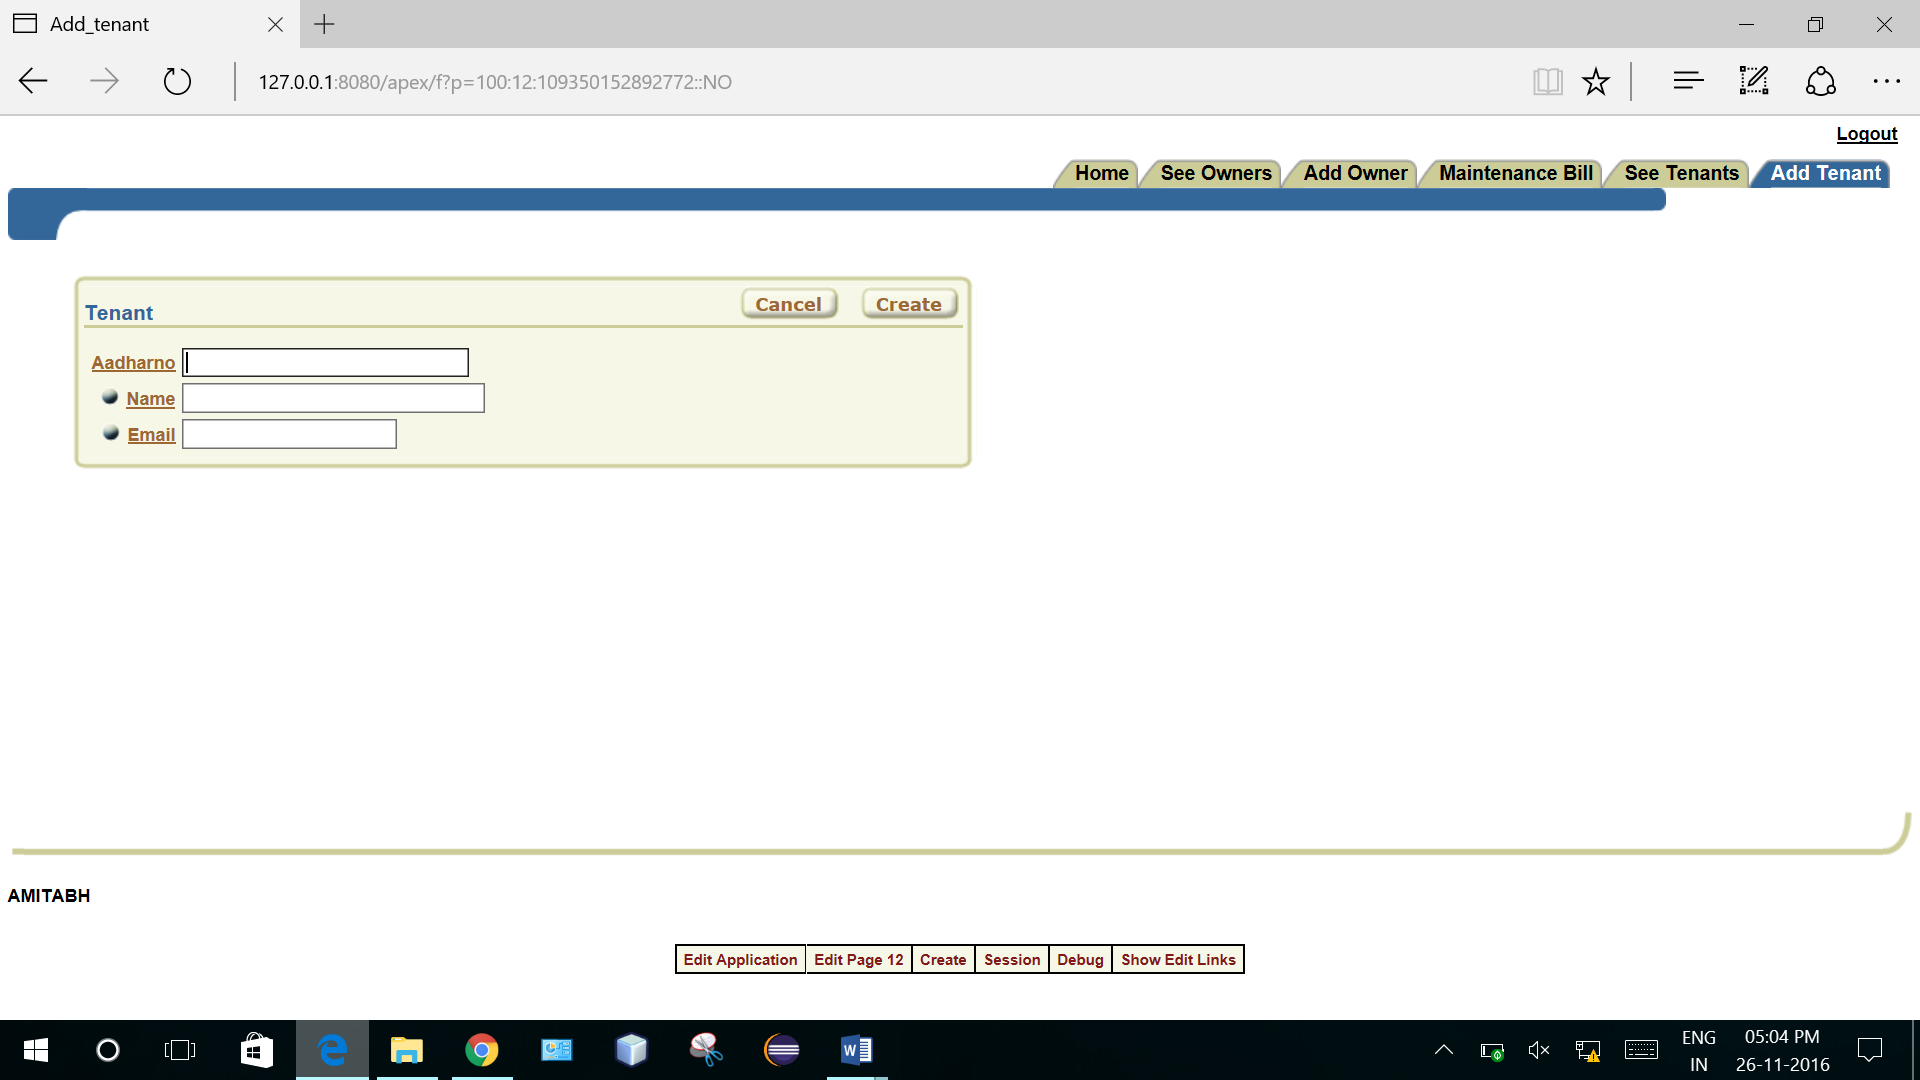 Add_tenant
127.0.0.1:8080/apex/f?p=100:12:109350152892772::NO
Logout
Home See Owners Add Owner Maintenance Bill See Tenants Add Tenant
Tenant Cancel Create
Aadharno
Name
Email
AMITABH
Edit Application Edit Page 12 Create Session Debug Show Edit Links
ENG 05:04 PM
IN 26-11-2016